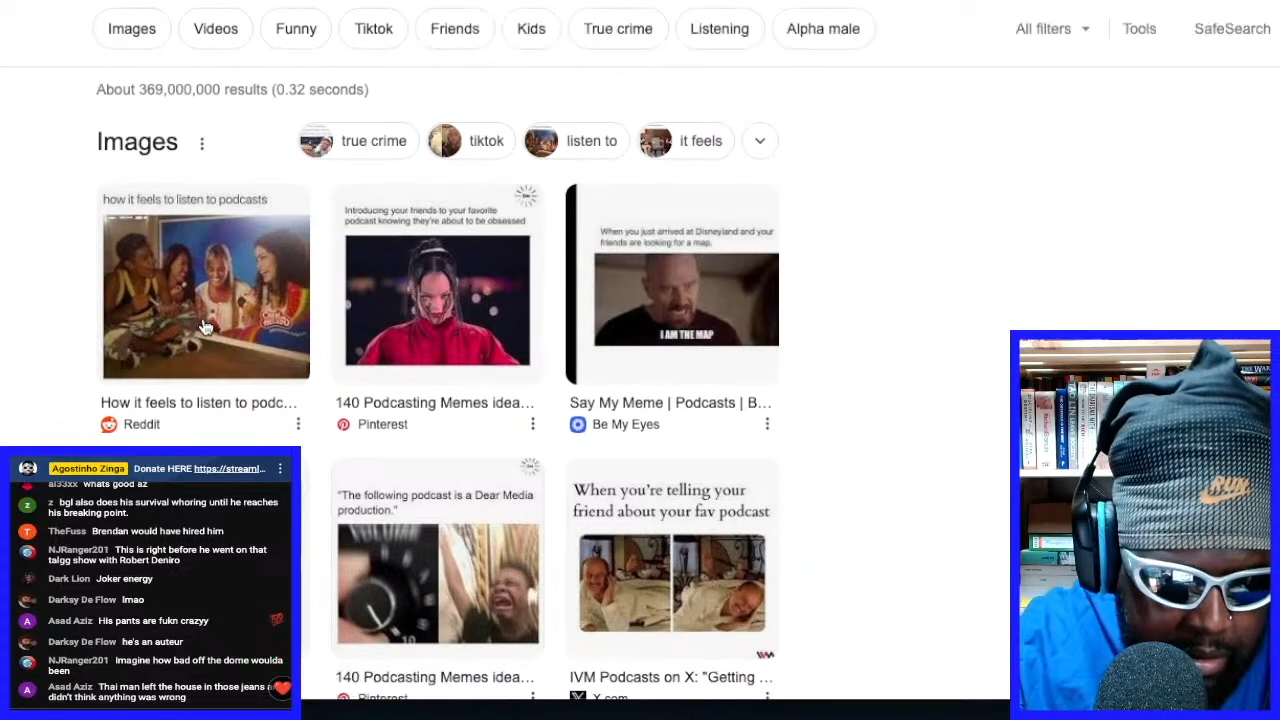 Images
Videos
Funny
Tiktok
Friends
Kids
True crime
Listening
Alpha male
All filters
Tools
SafeSearch
About 369,000,000 results (0.32 seconds)
Images
true crime
tiktok
listen to
it feels
how it feels to listen to podcasts
Introducing your friends to your favorite
podcast knowing they're about to be obsessed
When you just arrived at Disneyland and your
friends are looking for a map.
I AM THE MAP
How it feels to listen to podc...
Reddit
140 Podcasting Memes idea...
Pinterest
Say My Meme | Podcasts | B...
Be My Eyes
"The following podcast is a Dear Media
production."
10
When you're telling your
friend about your fav podcast
140 Podcasting Memes idea...
Pinterest
IVM Podcasts on X: "Getting ...
X.com
Agostinho Zinga Donate HERE https://streaml...
al33xx whats good az
z bgl also does his survival whoring until he reaches
his breaking point.
TheFuss Brendan would have hired him
NJRanger201 This is right before he went on that
talgg show with Robert Deniro
Dark Lion Joker energy
Darksy De Flow lmao
Asad Aziz His pants are fukn crazyy
Darksy De Flow he's an auteur
NJRanger201 Imagine how bad off the dome woulda
been
Asad Aziz Thai man left the house in those jeans
didn't think anything was wrong
RUN